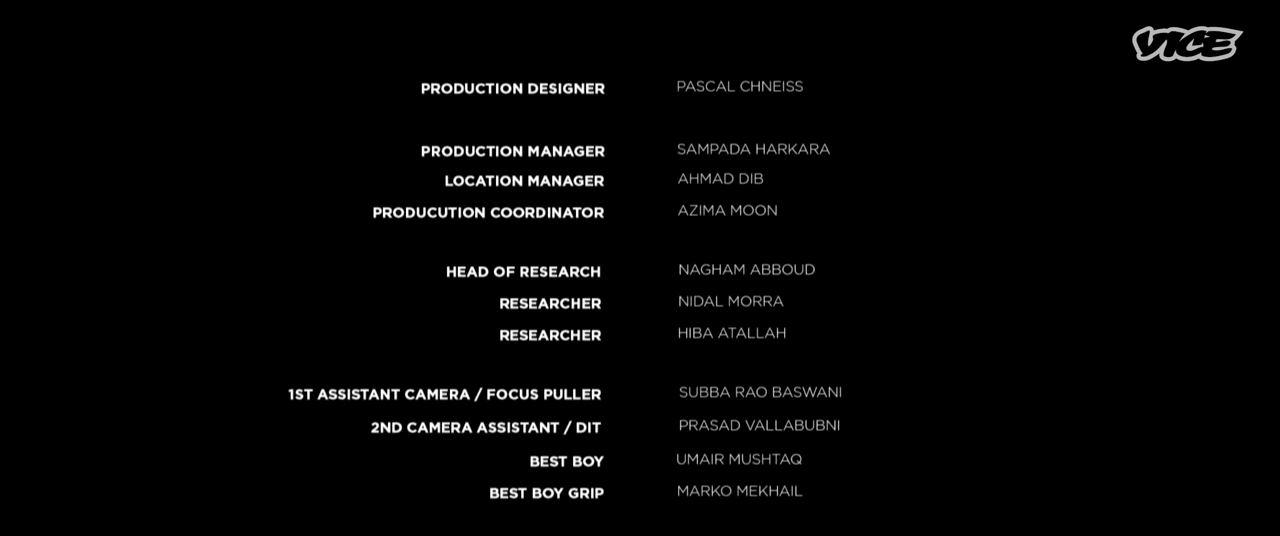 VICE
PRODUCTION DESIGNER PASCAL CHNEISS
PRODUCTION MANAGER SAMPADA HARKARA
LOCATION MANAGER AHMAD DIB
PRODUCUTION COORDINATOR AZIMA MOON
HEAD OF RESEARCH NAGHAM ABBOUD
RESEARCHER NIDAL MORRA
RESEARCHER HIBA ATALLAH
1ST ASSISTANT CAMERA / FOCUS PULLER SUBBA RAO BASWANI
2ND CAMERA ASSISTANT / DIT PRASAD VALLABUBNI
BEST BOY UMAIR MUSHTAQ
BEST BOY GRIP MARKO MEKHAIL